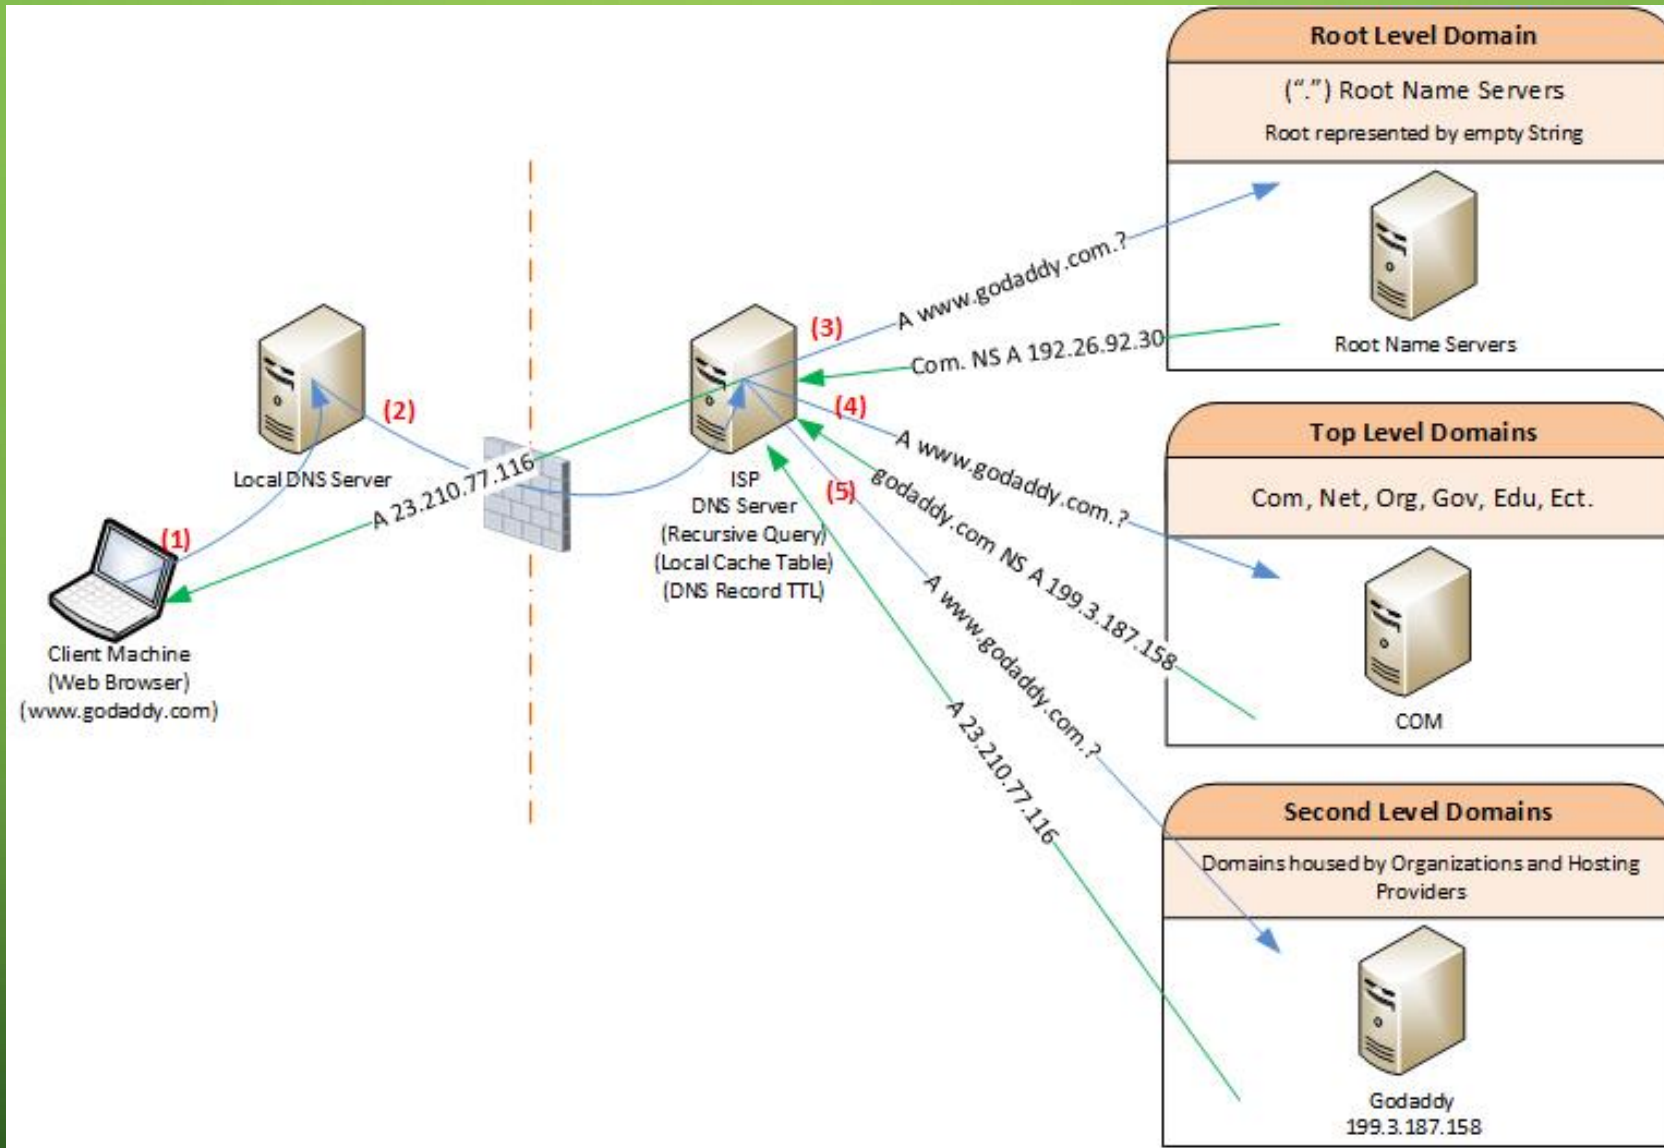 Root Level Domain
(".") Root Name Servers
Root represented by empty String
Root Name Servers
(3)
A www.godaddy.com.?
Com. NS A 192.26.92.30
(2)
(4)
A www.godaddy.com.?
godaddy.com NS A 199.3.187.158
Top Level Domains
Com, Net, Org, Gov, Edu, Ect.
COM
Local DNS Server
A 23.210.77.116
ISP
DNS Server
(Recursive Query)
(Local Cache Table)
(DNS Record TTL)
(5)
A www.godaddy.com.?
A 23.210.77.116
(1)
Client Machine
(Web Browser)
(www.godaddy.com)
Second Level Domains
Domains housed by Organizations and Hosting
Providers
Godaddy
199.3.187.158